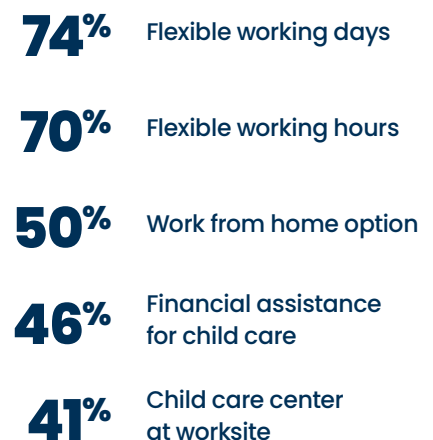 74% Flexible working days
70% Flexible working hours
50% Work from home option
46% Financial assistance
for child care
41% Child care center
at worksite